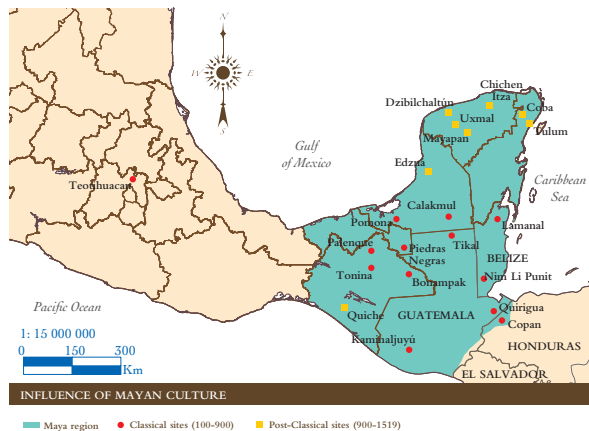 N
W
E
S
Chichen
Itza
Dzibilchaltún
Coba
Uxmal
Tulum
Mayapan
Gulf
of Mexico
Edzna
Teotihuacan
Caribbean
Sea
Calakmul
Pomona
Lamanal
Palenque
Piedras
Negras
Tikal
BELIZE
Tonina
Bonampak
Nim Li Punit
Pacific Ocean
Quiche
GUATEMALA
Quirigua
Copan
1: 15 000 000
0 150 300
Km
Kaminaljuyú
HONDURAS
EL SALVADOR
INFLUENCE OF MAYAN CULTURE
Maya region
Classical sites (100-900)
Post-Classical sites (900-1519)